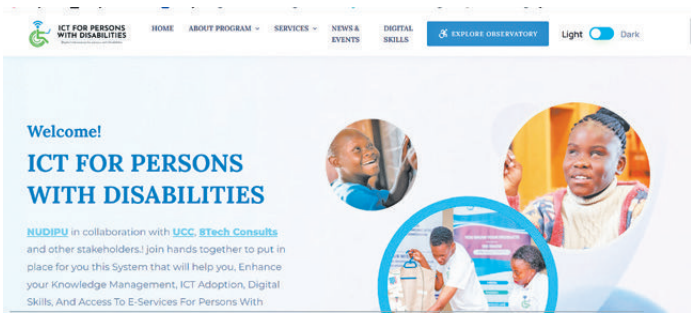 ICT FOR PERSONS
WITH DISABILITIES
HOME
ABOUT PROGRAM
SERVICES
NEWS &
EVENTS
DIGITAL
SKILLS
EXPLORE OBSERVATORY
Light
Dark
Welcome!
ICT FOR PERSONS
WITH DISABILITIES
NUDIPU in collaboration with UCC, 8Tech Consults
and other stakeholders.! join hands together to put in
place for you this System that will help you, Enhance
your Knowledge Management, ICT Adoption, Digital
Skills, And Access To E-Services For Persons With